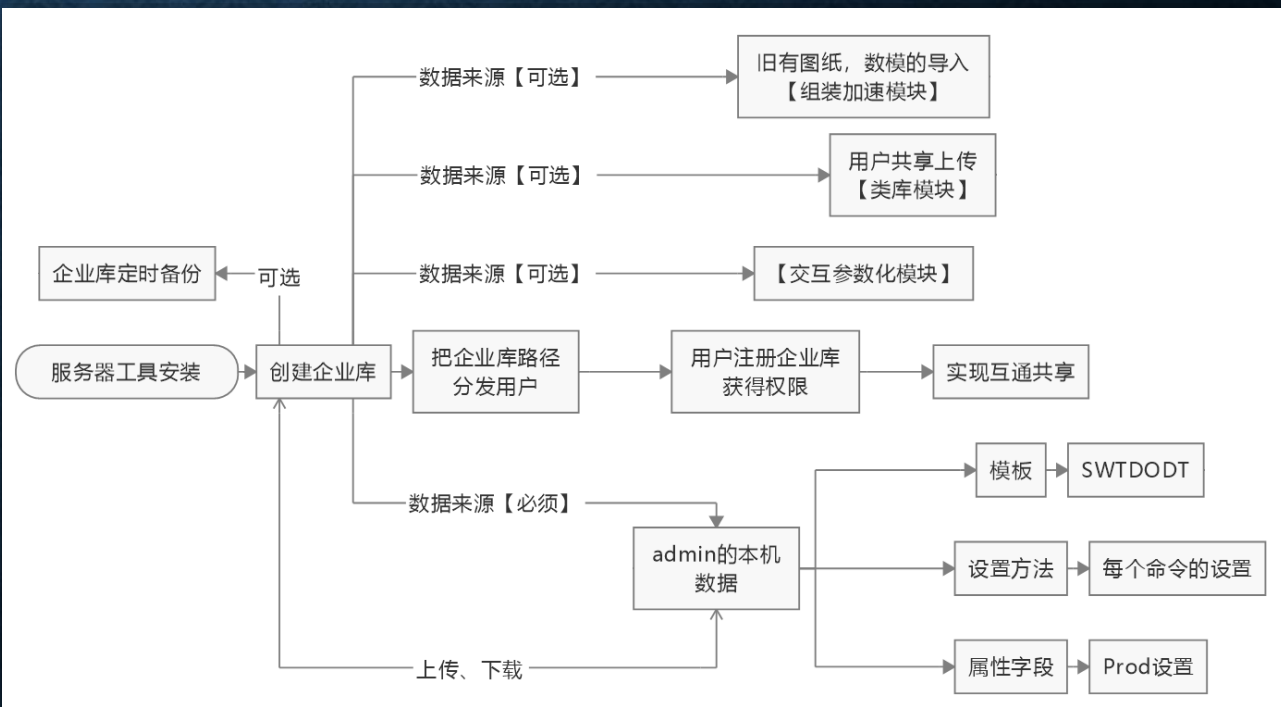 数据来源【可选】
旧有图纸，数模的导入
【组装加速模块】
数据来源【可选】
用户共享上传
【类库模块】
企业库定时备份
可选
数据来源【可选】
【交互参数化模块】
服务器工具安装
创建企业库
把企业库路径
分发用户
用户注册企业库
获得权限
实现互通共享
数据来源【必须】
admin的本机
数据
模板
SWTDODT
设置方法
每个命令的设置
属性字段
Prod设置
上传、下载